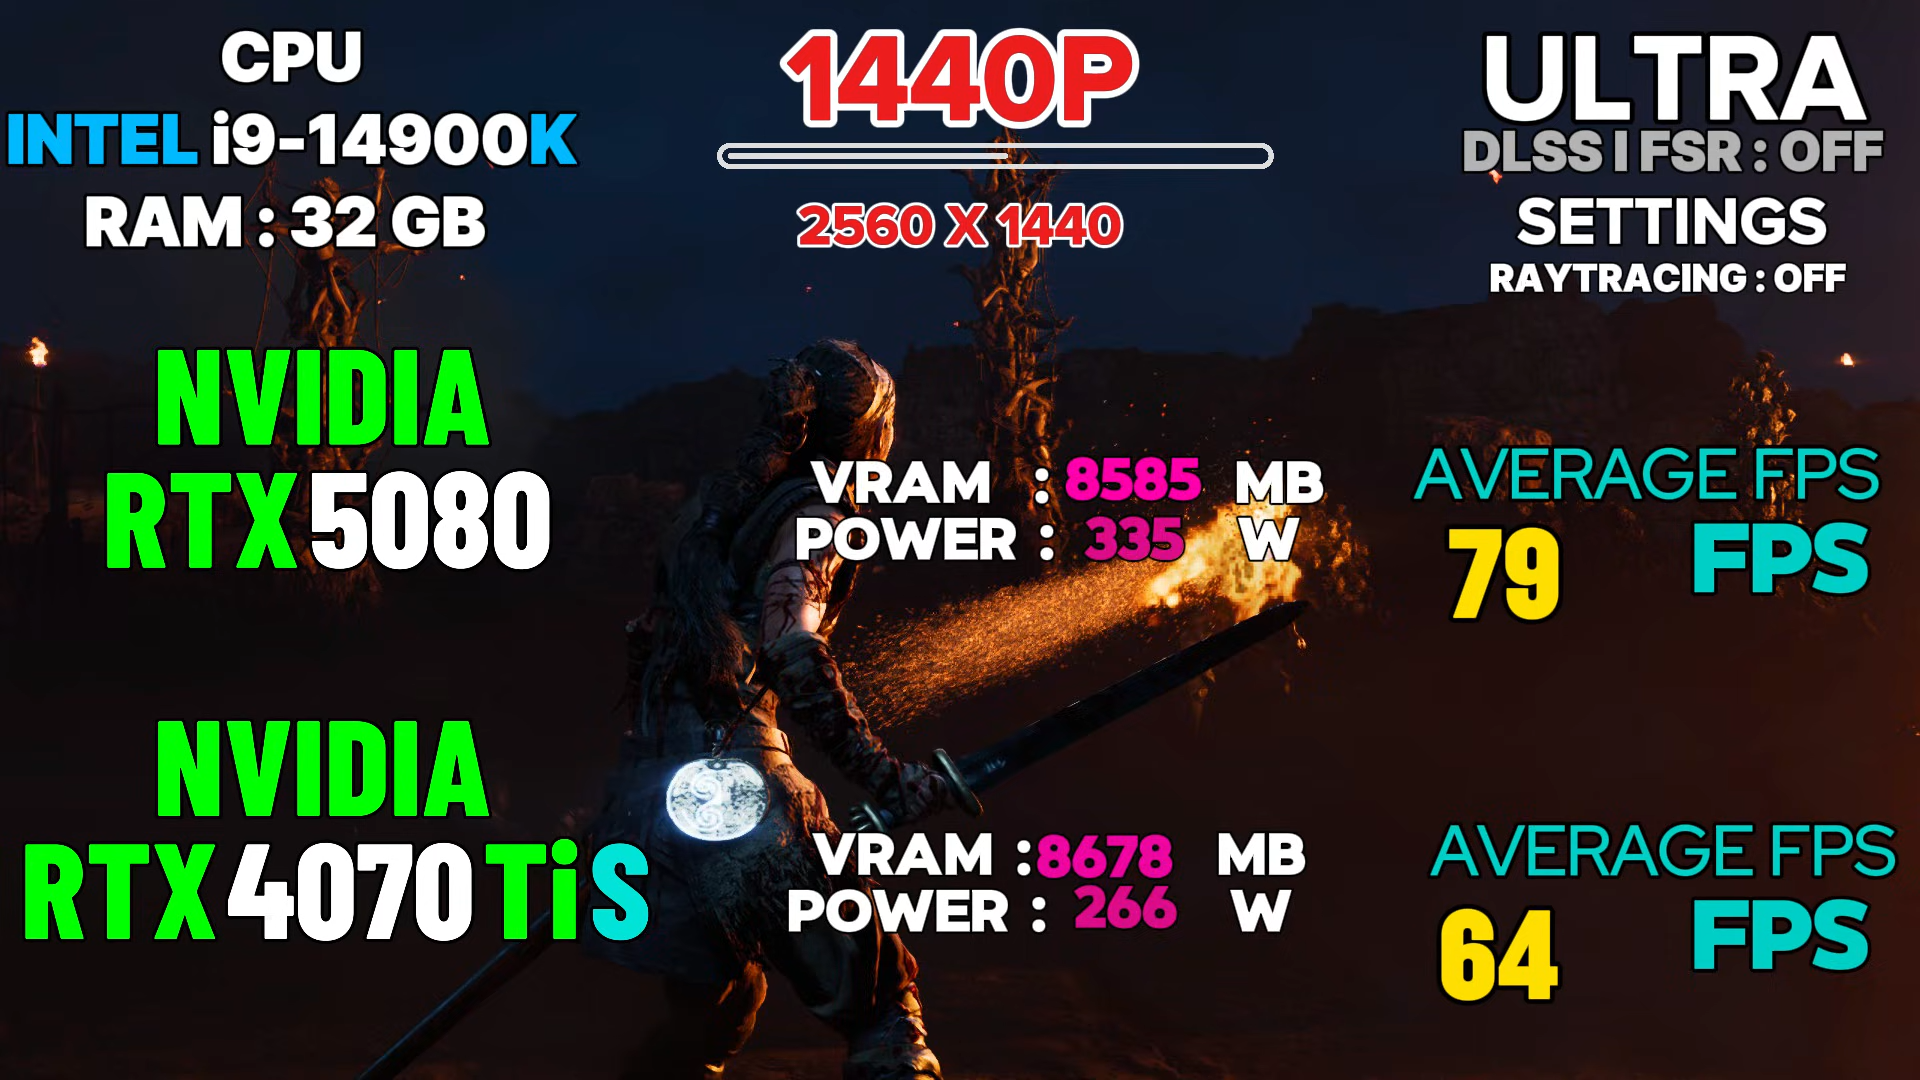 CPU
INTEL i9-14900K
RAM : 32 GB
1440P
2560 X 1440
ULTRA
DLSS | FSR : OFF
SETTINGS
RAYTRACING : OFF
NVIDIA
RTX 5080
VRAM : 8585 MB
POWER : 335 W
AVERAGE FPS
79 FPS
NVIDIA
RTX 4070 TiS
VRAM : 8678 MB
POWER : 266 W
AVERAGE FPS
64 FPS